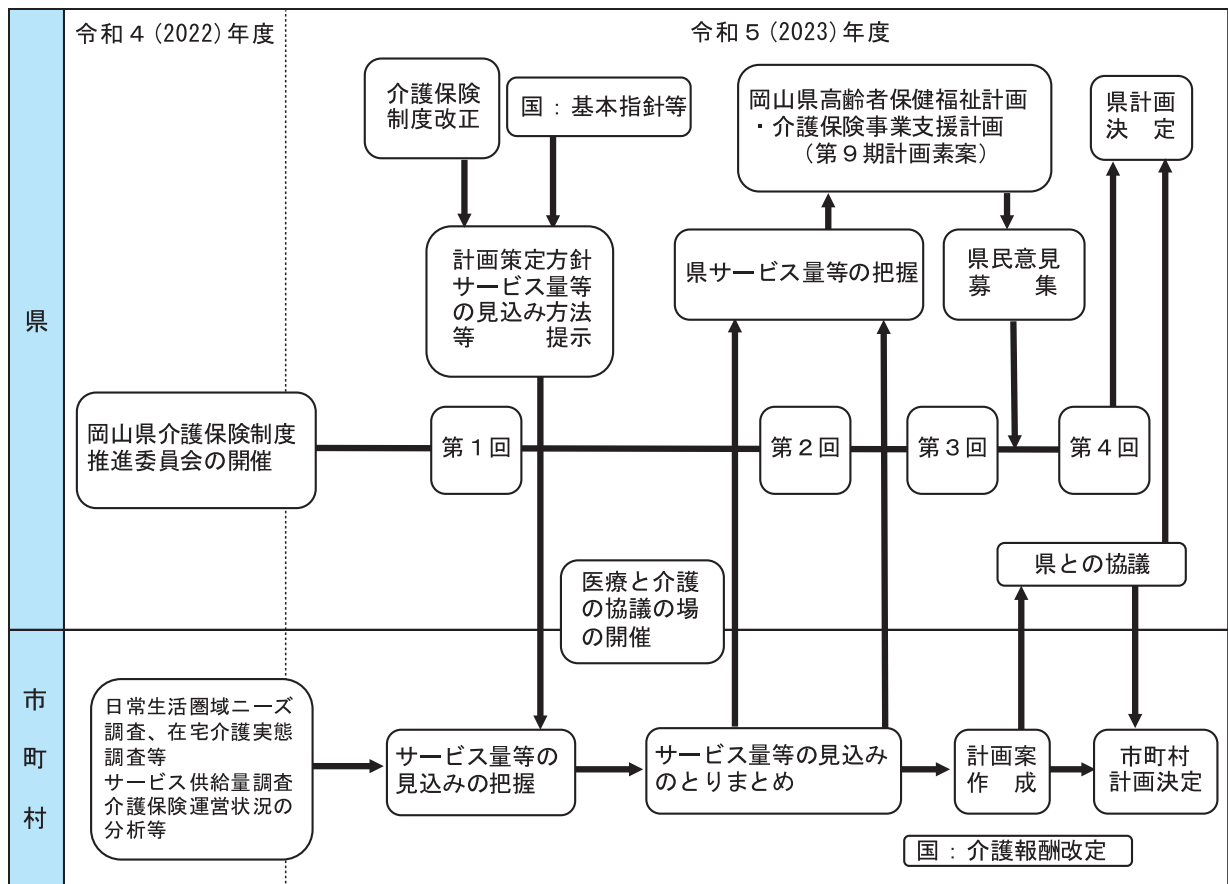 令和４(2022)年度
令和５(2023)年度
県
介護保険
制度改正
国：基本指針等
岡山県高齢者保健福祉計画
・介護保険事業支援計画
（第９期計画素案）
県計画
決定
計画策定方針
サービス量等
の見込み方法
等　提示
県サービス量等の把握
県民意見
募集
岡山県介護保険制度
推進委員会の開催
第１回
第２回
第３回
第４回
医療と介護
の協議の場
の開催
県との協議
市町村
日常生活圏域ニーズ
調査、在宅介護実態
調査等
サービス供給量調査
介護保険運営状況の
分析等
サービス量等の
見込みの把握
サービス量等の見込み
のとりまとめ
計画案
作成
市町村
計画決定
国：介護報酬改定